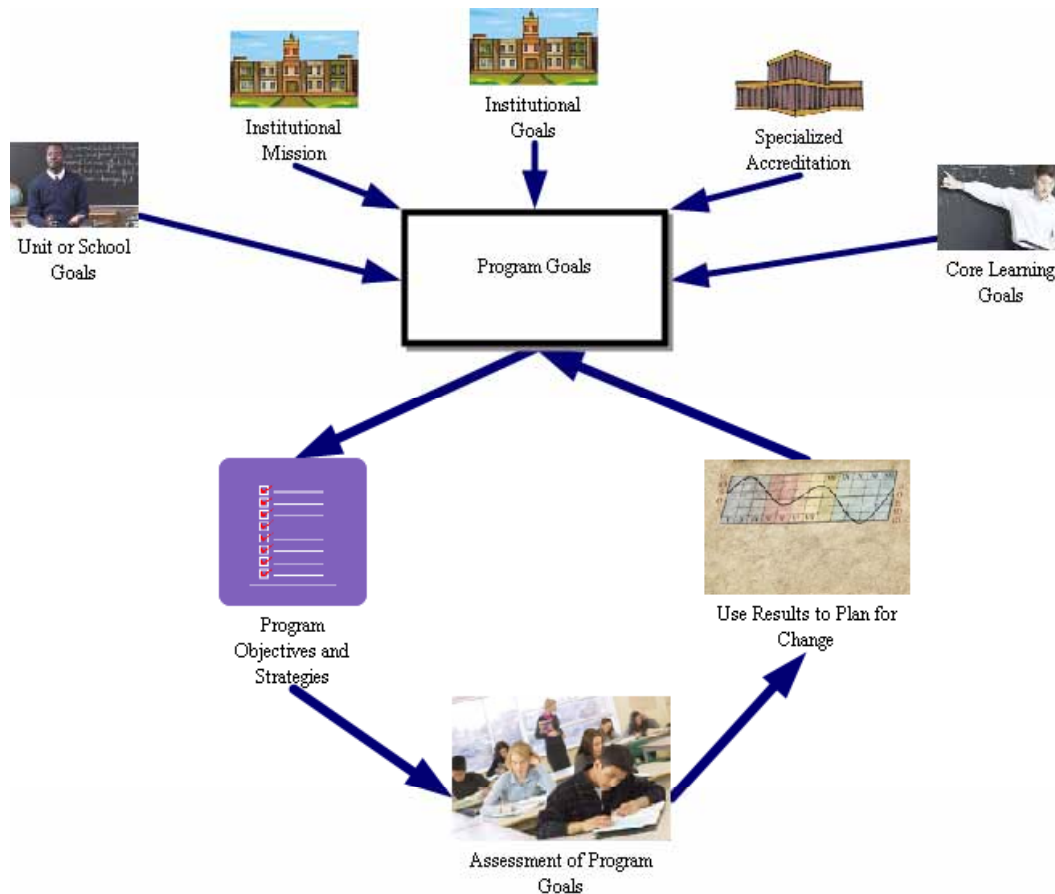 Institutional
Mission
Institutional
Goals
Specialized
Accreditation
Unit or School
Goals
Core Learning
Goals
Program Goals
Program
Objectives and
Strategies
Use Results to Plan for
Change
Assessment of Program
Goals